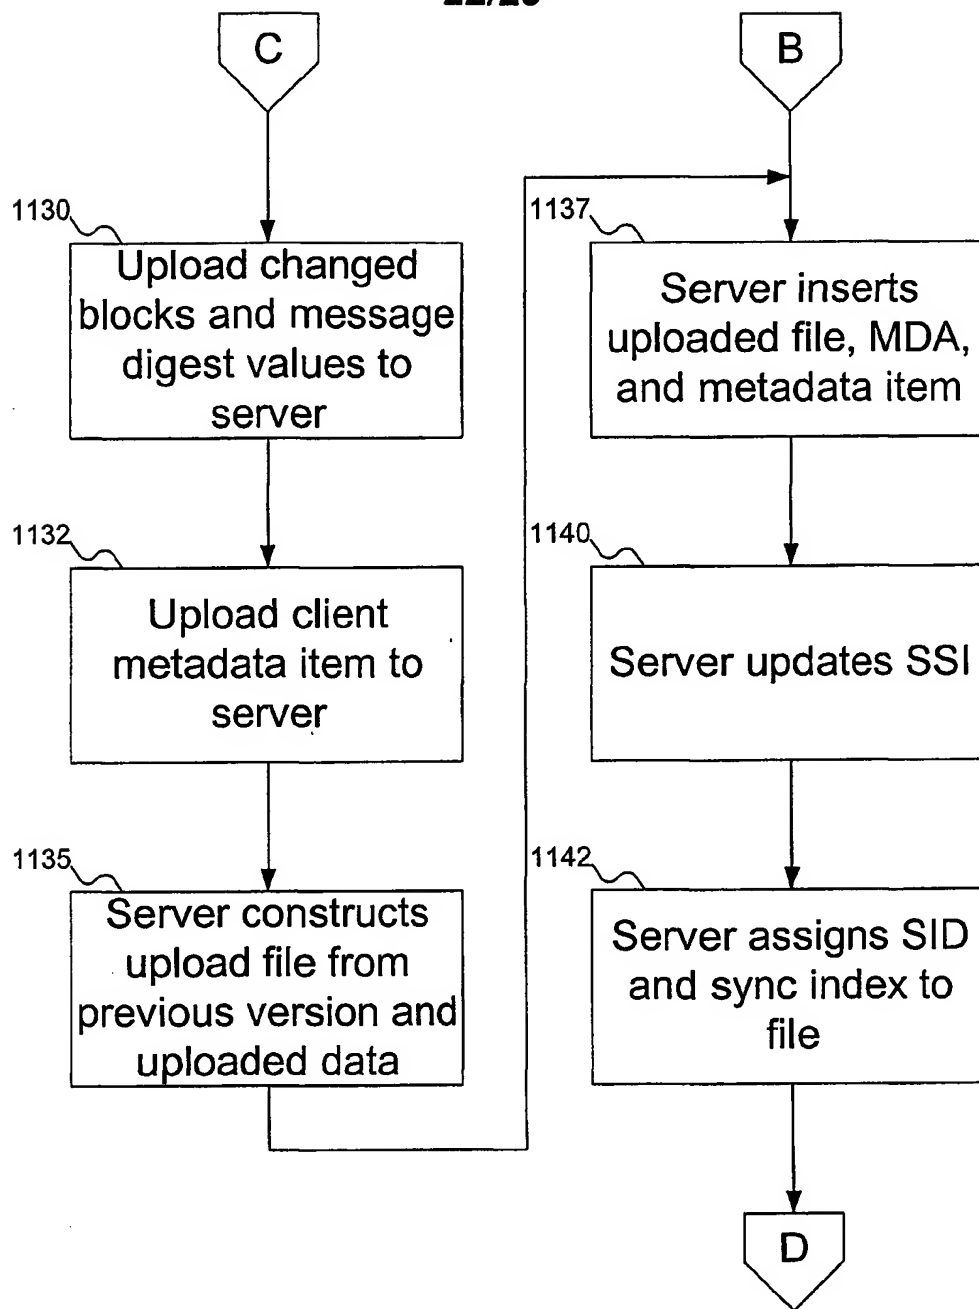 C
1130
Upload changed
blocks and message
digest values to
server
1132
Upload client
metadata item to
server
1135
Server constructs
upload file from
previous version and
uploaded data
B
1137
Server inserts
uploaded file, MDA,
and metadata item
1140
Server updates SSI
1142
Server assigns SID
and sync index to
file
D